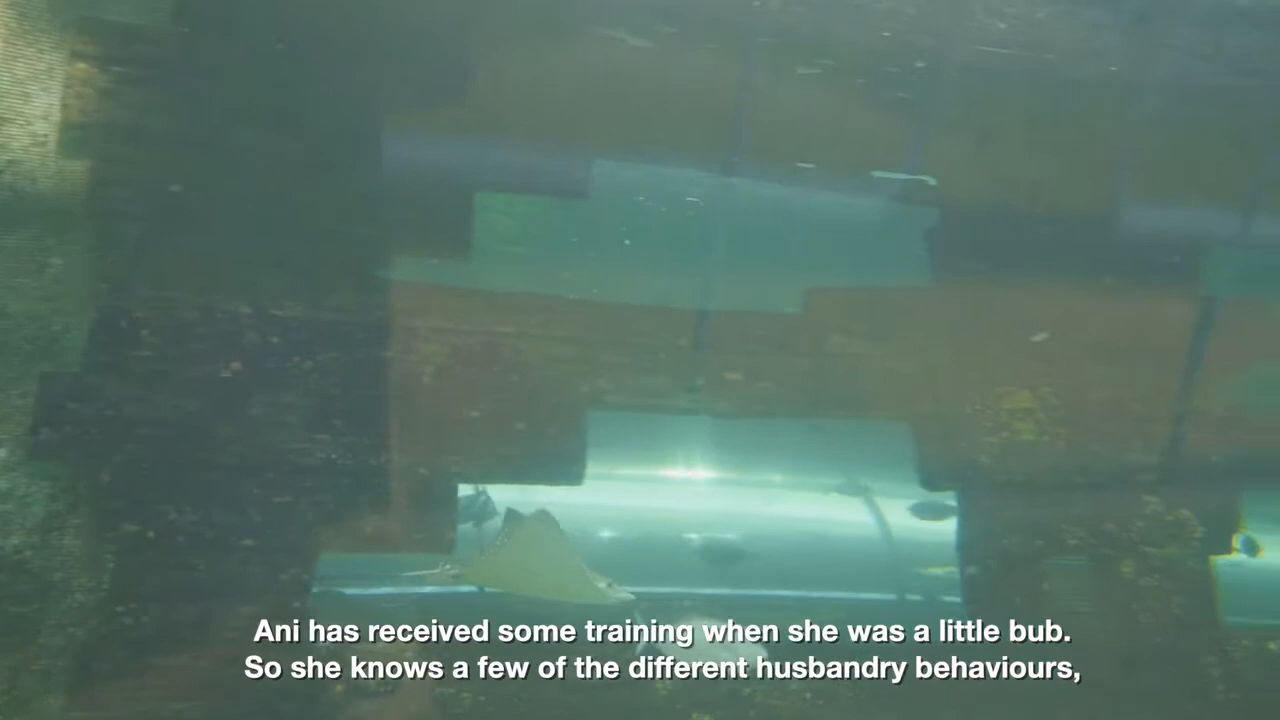 Ani has received some training when she was a little bub.
So she knows a few of the different husbandry behaviours,